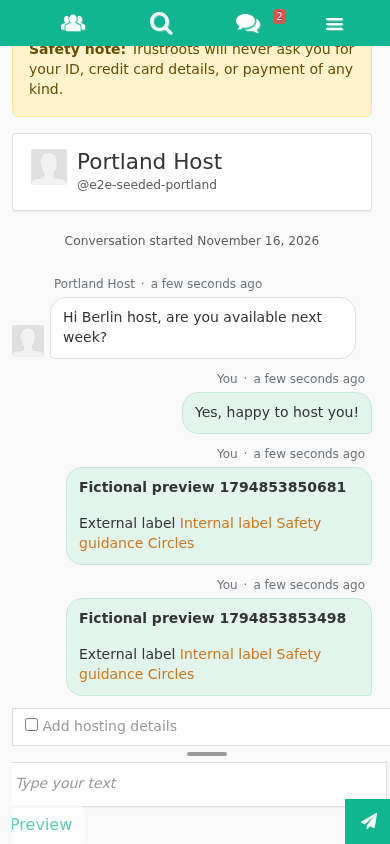 2
Safety note: Trustroots will never ask you for
your ID, credit card details, or payment of any
kind.
Portland Host
@e2e-seeded-portland
Conversation started November 16, 2026
Portland Host · a few seconds ago
Hi Berlin host, are you available next
week?
You · a few seconds ago
Yes, happy to host you!
You · a few seconds ago
Fictional preview 1794853850681
External label Internal label Safety
guidance Circles
You · a few seconds ago
Fictional preview 1794853853498
External label Internal label Safety
guidance Circles
Add hosting details
Type your text
Preview